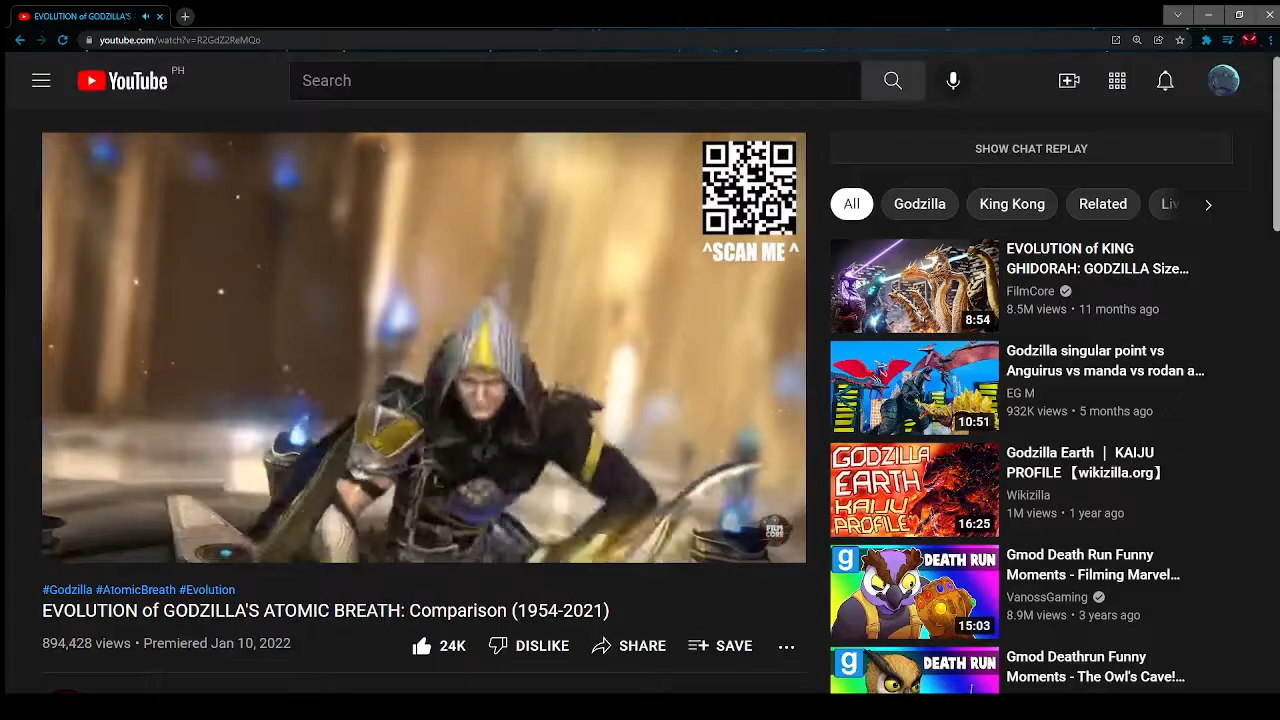 EVOLUTION of GODZILLA'S
youtube.com/watch?v=R2GdZ2ReMQo
YouTube PH
Search
^SCAN ME^
FILM
CORE
#Godzilla #AtomicBreath #Evolution
EVOLUTION of GODZILLA'S ATOMIC BREATH: Comparison (1954-2021)
894,428 views • Premiered Jan 10, 2022
24K DISLIKE SHARE SAVE
SHOW CHAT REPLAY
All Godzilla King Kong Related Liv
8:54
EVOLUTION of KING
GHIDORAH: GODZILLA Size...
FilmCore
8.5M views • 11 months ago
10:51
Godzilla singular point vs
Anguirus vs manda vs rodan a...
EG M
932K views • 5 months ago
GODZILLA
EARTH
KAIJU
PROFILE
16:25
Godzilla Earth | KAIJU
PROFILE【wikizilla.org】
Wikizilla
1M views • 1 year ago
g DEATH RUN
15:03
Gmod Death Run Funny
Moments - Filming Marvel...
VanossGaming
8.9M views • 3 years ago
g DEATH RUN
Gmod Deathrun Funny
Moments - The Owl's Cave!...